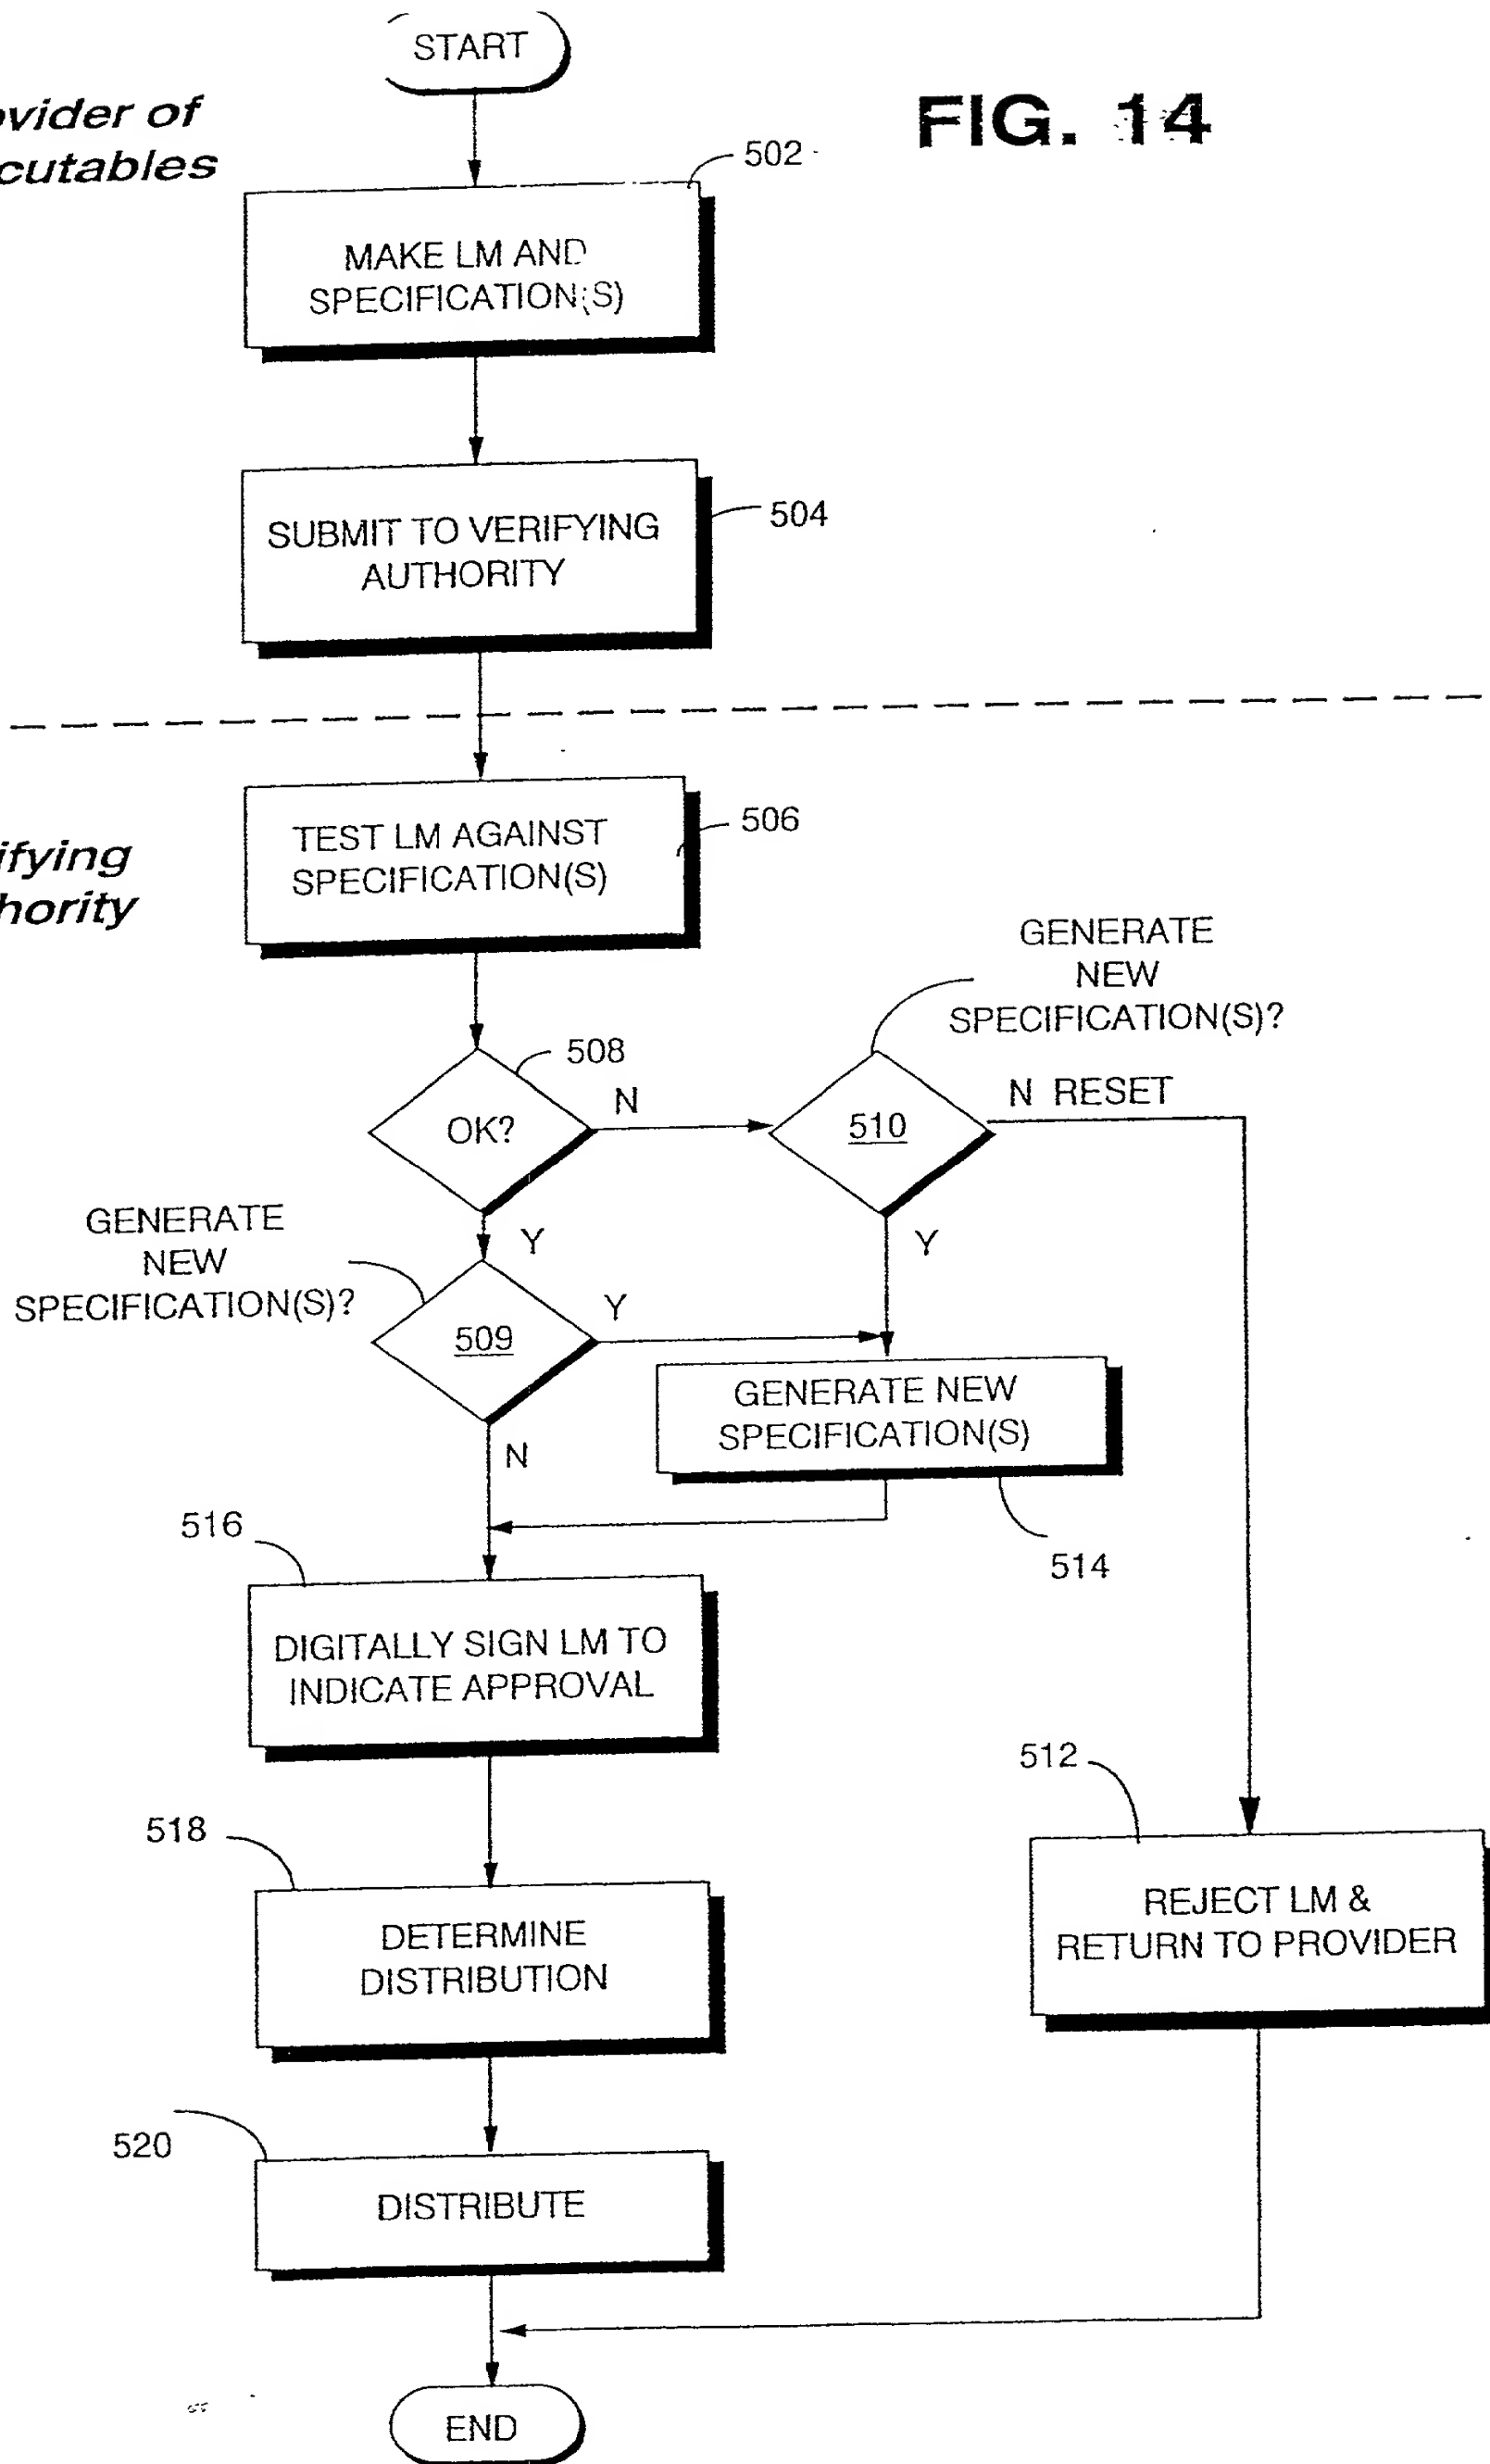 START
FIG. 14
ovider of
cutables
502
MAKE LM AND
SPECIFICATION(S)
504
SUBMIT TO VERIFYING
AUTHORITY
ifying
hority
506
TEST LM AGAINST
SPECIFICATION(S)
GENERATE
NEW
SPECIFICATION(S)?
508
OK?
N
510
N RESET
GENERATE
NEW
SPECIFICATION(S)?
Y
Y
509
Y
GENERATE NEW
SPECIFICATION(S)
N
514
516
DIGITALLY SIGN LM TO
INDICATE APPROVAL
512
518
DETERMINE
DISTRIBUTION
REJECT LM &
RETURN TO PROVIDER
520
DISTRIBUTE
END